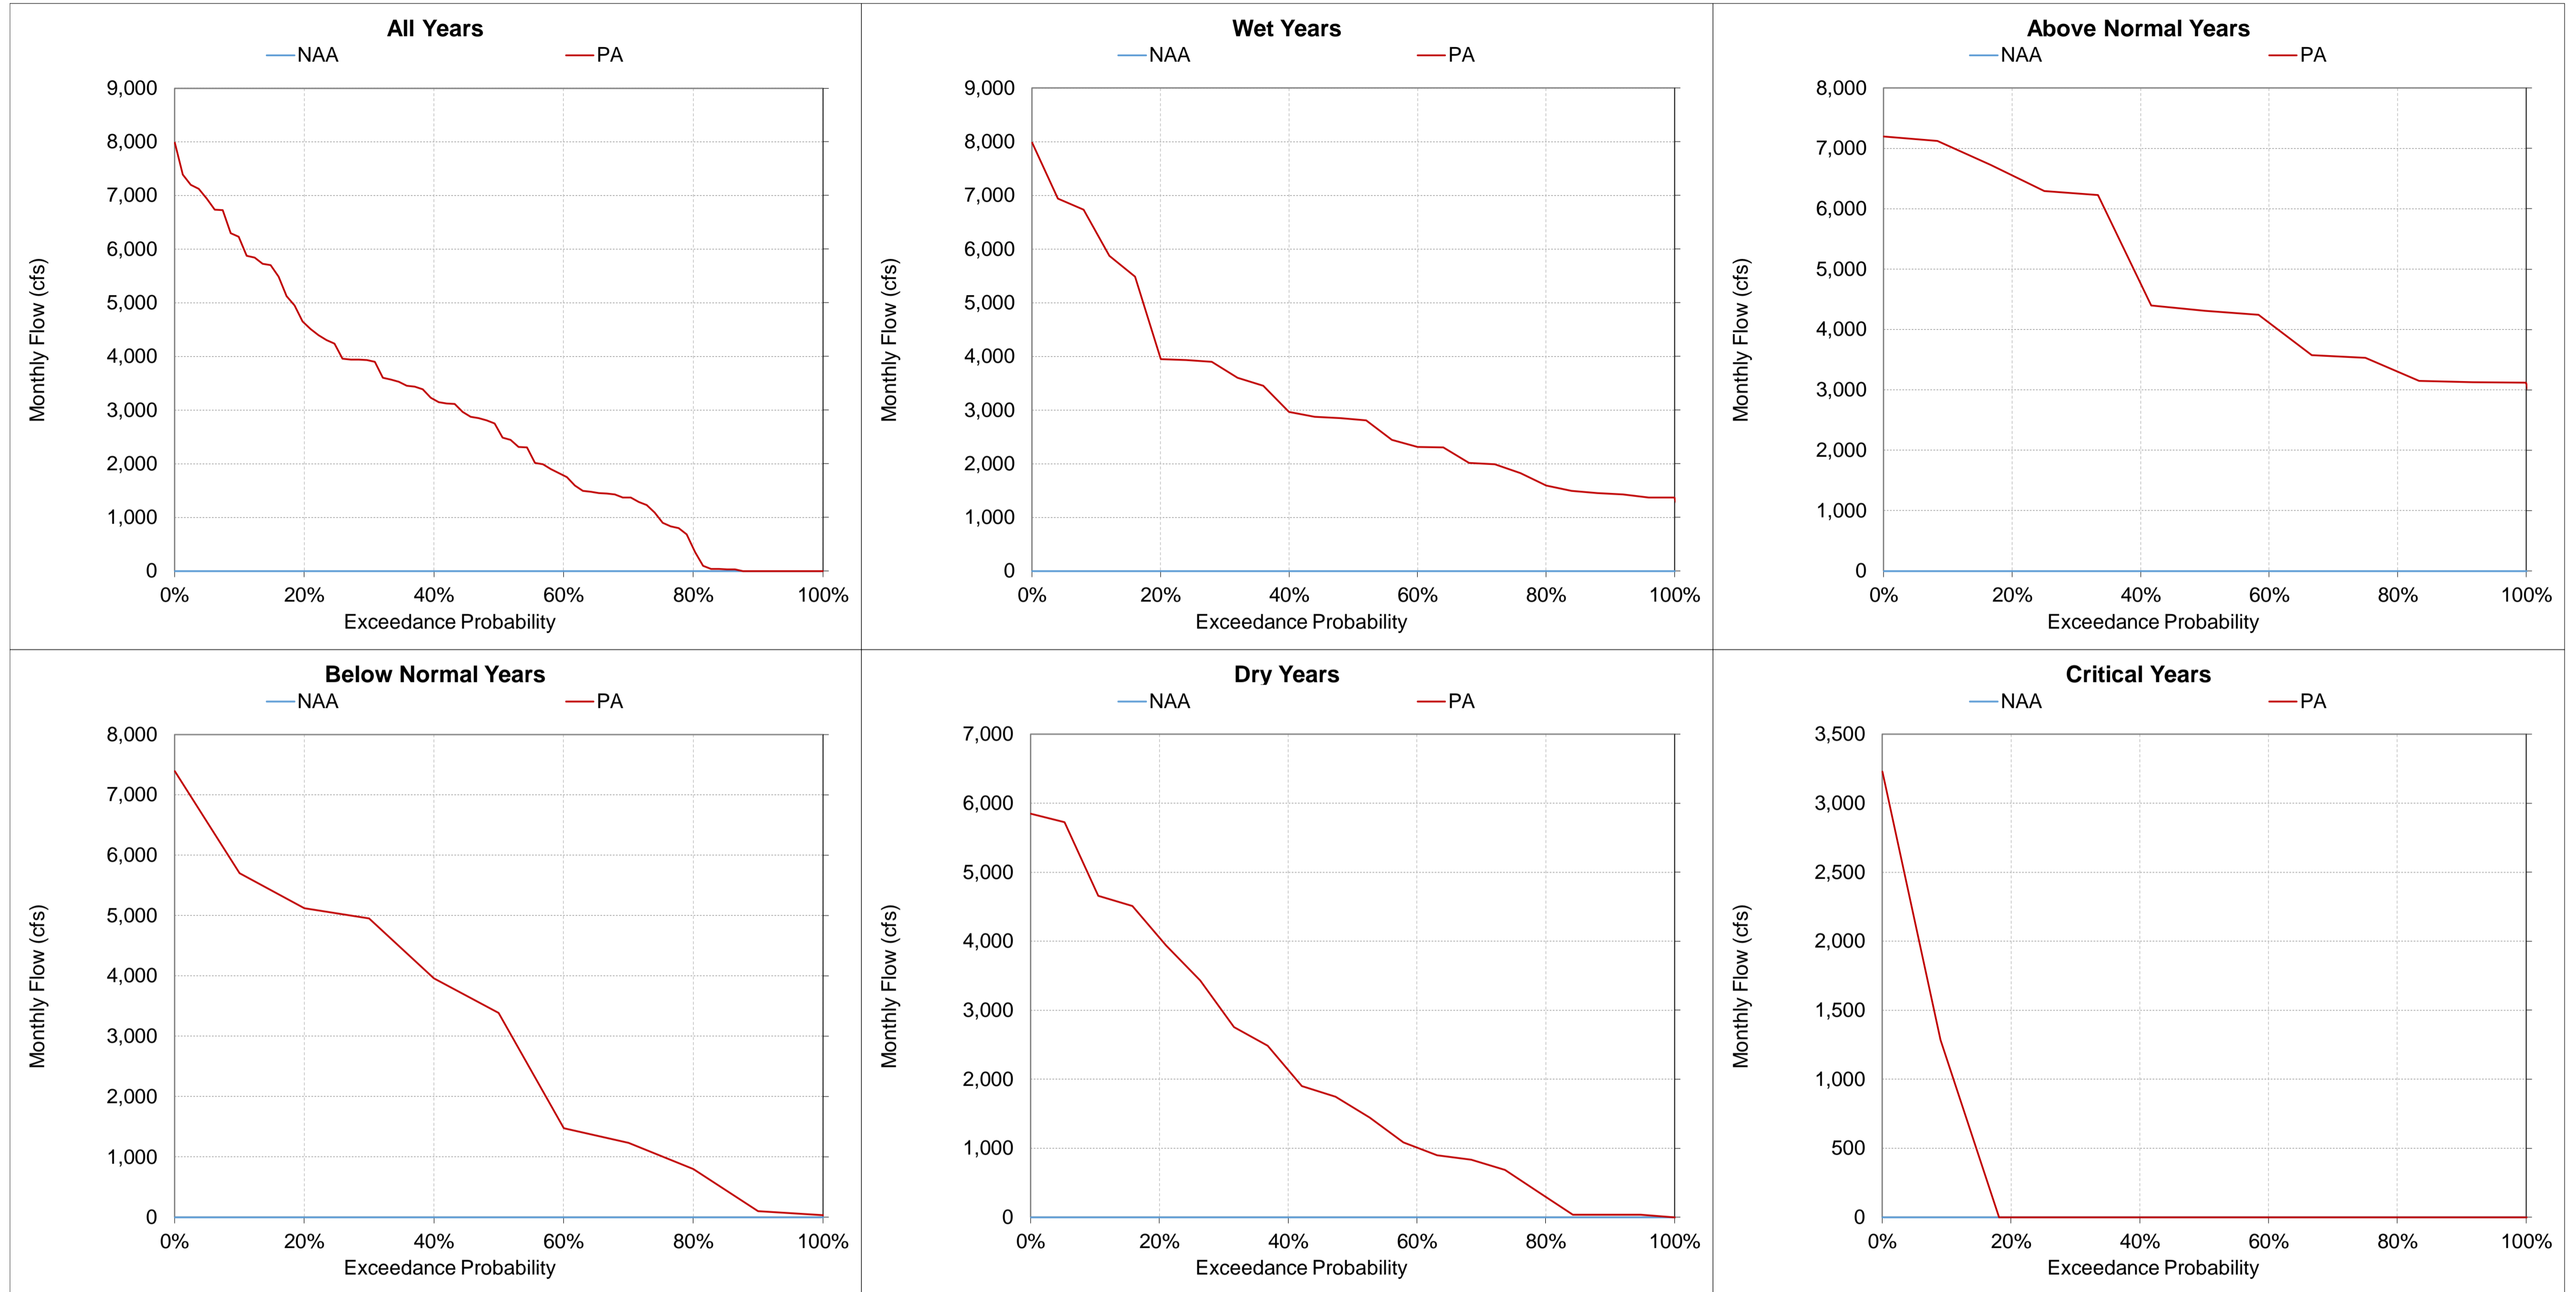 All Years
NAA PA
9,000
8,000
7,000
6,000
5,000
4,000
3,000
2,000
1,000
0
Monthly Flow (cfs)
0% 20% 40% 60% 80% 100%
Exceedance Probability
Wet Years
NAA PA
9,000
8,000
7,000
6,000
5,000
4,000
3,000
2,000
1,000
0
Monthly Flow (cfs)
0% 20% 40% 60% 80% 100%
Exceedance Probability
Above Normal Years
NAA PA
8,000
7,000
6,000
5,000
4,000
3,000
2,000
1,000
0
Monthly Flow (cfs)
0% 20% 40% 60% 80% 100%
Exceedance Probability
Below Normal Years
NAA PA
8,000
7,000
6,000
5,000
4,000
3,000
2,000
1,000
0
Monthly Flow (cfs)
0% 20% 40% 60% 80% 100%
Exceedance Probability
Dry Years
NAA PA
7,000
6,000
5,000
4,000
3,000
2,000
1,000
0
Monthly Flow (cfs)
0% 20% 40% 60% 80% 100%
Exceedance Probability
Critical Years
NAA PA
3,500
3,000
2,500
2,000
1,500
1,000
500
0
Monthly Flow (cfs)
0% 20% 40% 60% 80% 100%
Exceedance Probability